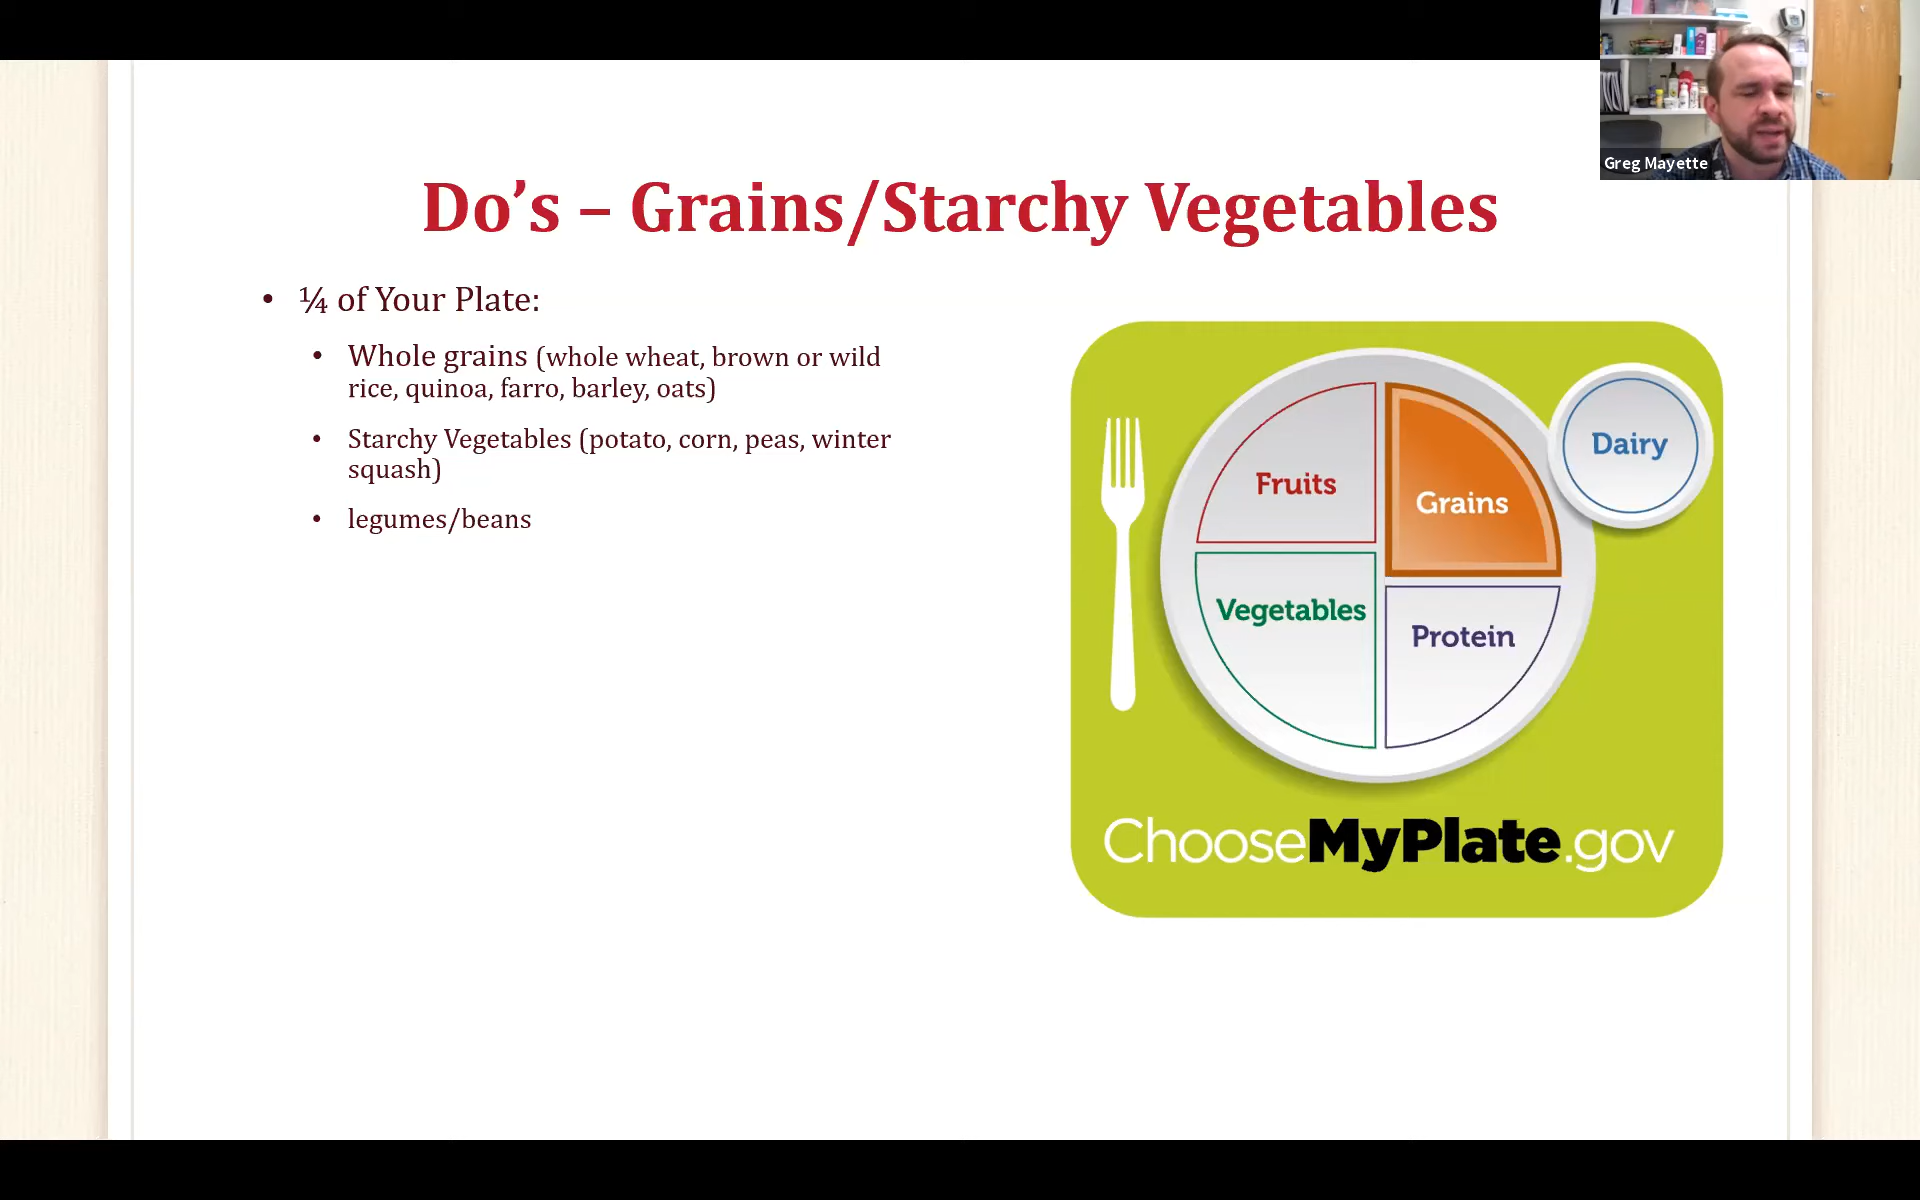 Greg Mayette
Do’s – Grains/Starchy Vegetables
• ¼ of Your Plate:
• Whole grains (whole wheat, brown or wild
rice, quinoa, farro, barley, oats)
• Starchy Vegetables (potato, corn, peas, winter
squash)
• legumes/beans
Fruits
Grains
Dairy
Vegetables
Protein
ChooseMyPlate.gov